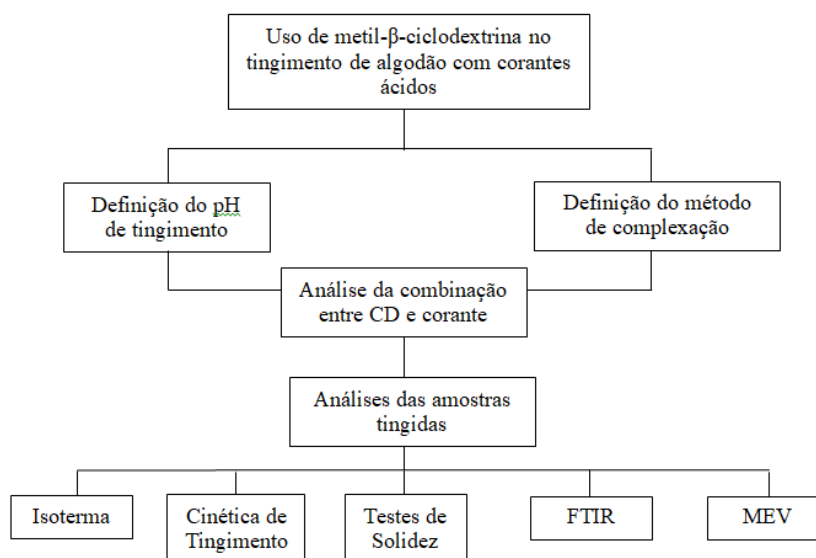 Uso de metil-β-ciclodextrina no
tingimento de algodão com corantes
ácidos
Definição do pH
de tingimento
Definição do método
de complexação
Análise da combinação
entre CD e corante
Análises das amostras
tingidas
Isoterma
Cinética de
Tingimento
Testes de
Solidez
FTIR
MEV